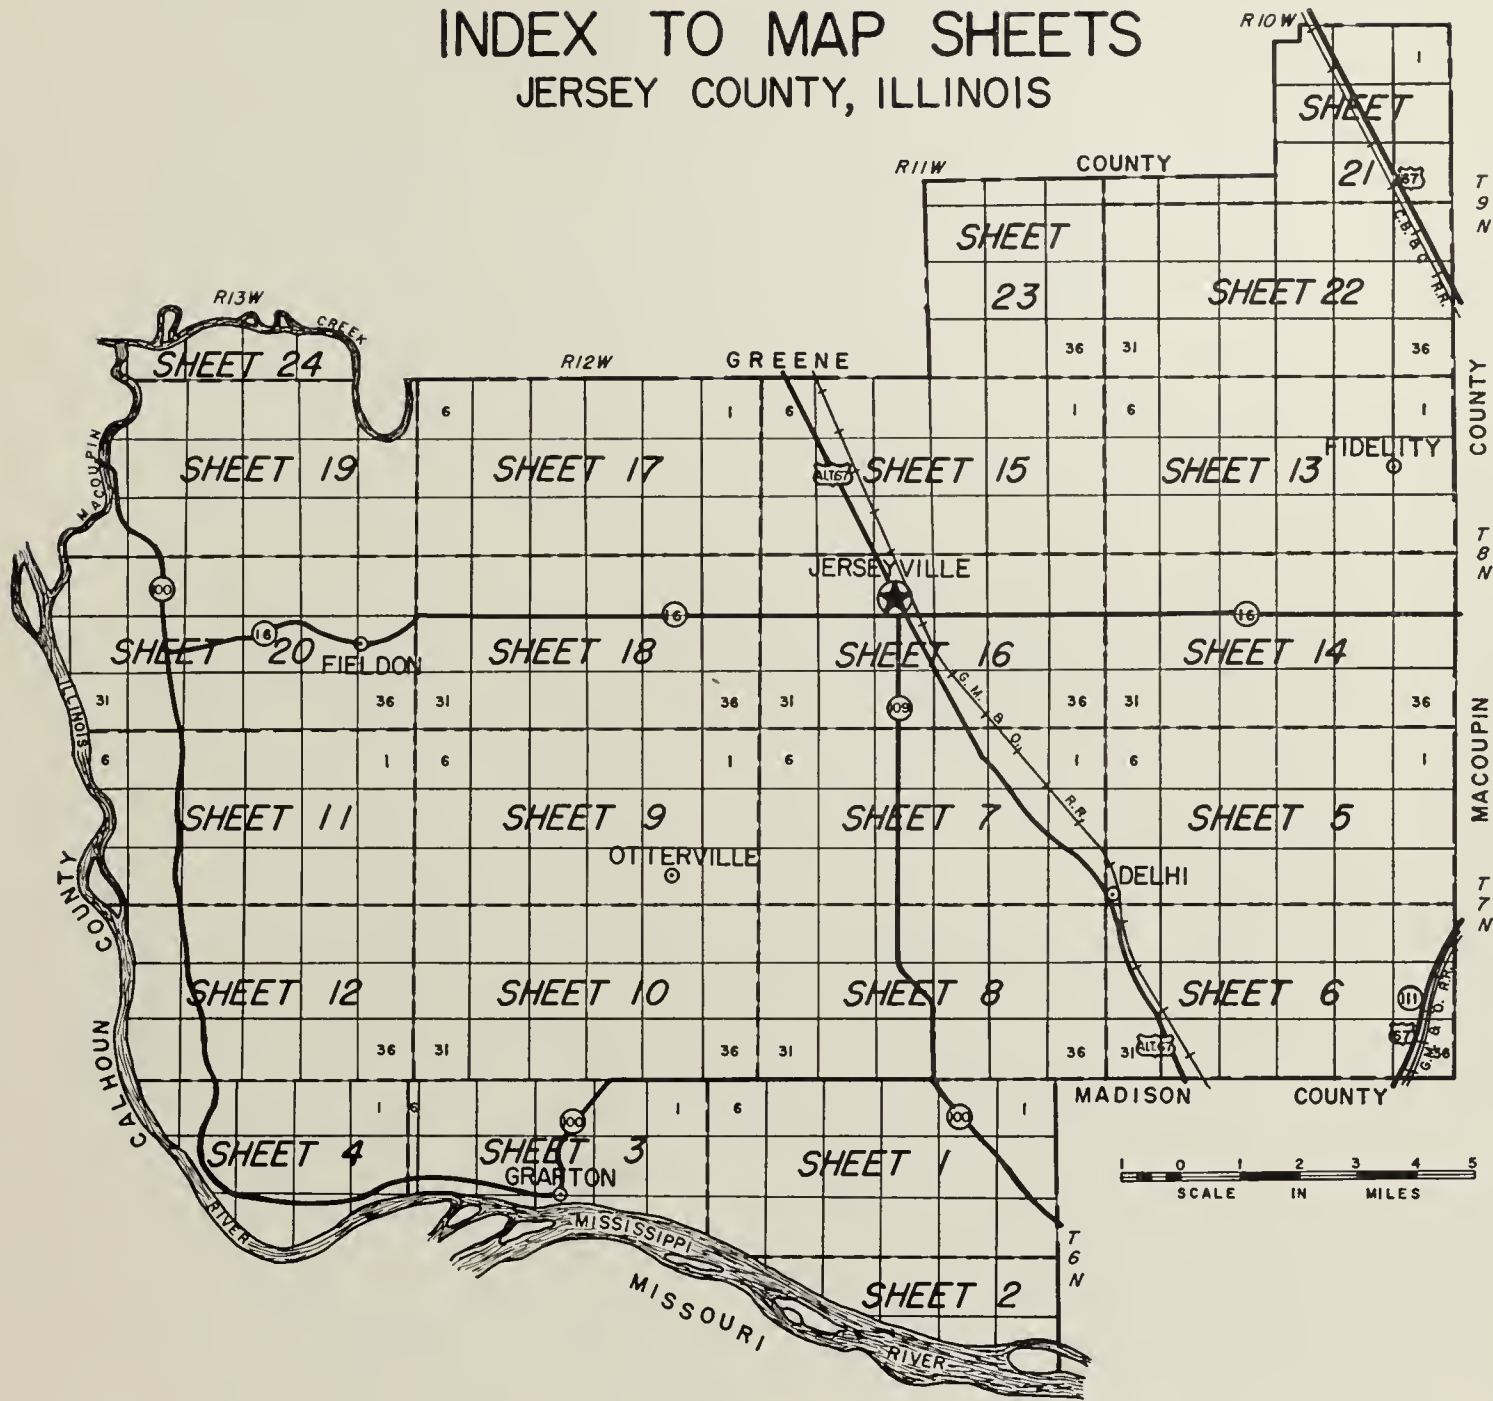 INDEX TO MAP SHEETS
JERSEY COUNTY, ILLINOIS
R10W
1
SHEET
21
67
T
9
N
C.B. & Q. R.R.
R11W
COUNTY
SHEET
23
SHEET 22
36
31
36
R13W
CREEK
SHEET 24
R12W
GREENE
6
1
6
1
6
1
COUNTY
MACOUPIN
SHEET 19
SHEET 17
ALT.67
SHEET 15
SHEET 13
FIDELITY
T
8
N
JERSEYVILLE
100
16
16
16
SHEET 20
FIELDON
SHEET 18
SHEET 16
SHEET 14
G.M. & O. R.R.
31
36
31
36
31
109
36
31
36
ILLINOIS
6
1
6
1
6
1
6
1
MACOUPIN
SHEET 11
SHEET 9
SHEET 7
SHEET 5
OTTERVILLE
DELHI
T
7
N
COUNTY
SHEET 12
SHEET 10
SHEET 8
SHEET 6
111
67
G.M. & O. R.R.
36
31
36
31
36
31
ALT.67
36
CALHOUN
MADISON
COUNTY
1
6
100
1
6
100
1
SHEET 4
SHEET 3
SHEET 1
GRAFTON
1 0 1 2 3 4 5
SCALE IN MILES
RIVER
MISSISSIPPI
T
6
N
MISSOURI
SHEET 2
RIVER